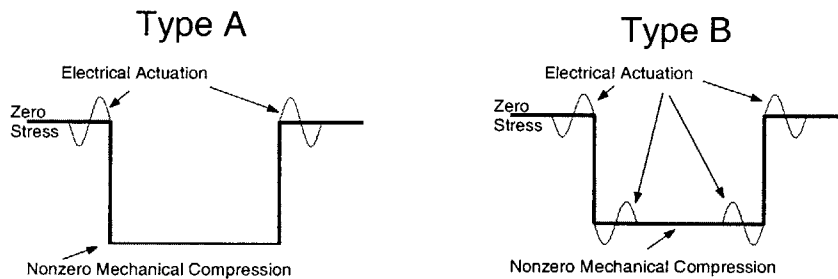 Type A
Electrical Actuation
Zero
Stress
Nonzero Mechanical Compression
Type B
Electrical Actuation
Zero
Stress
Nonzero Mechanical Compression